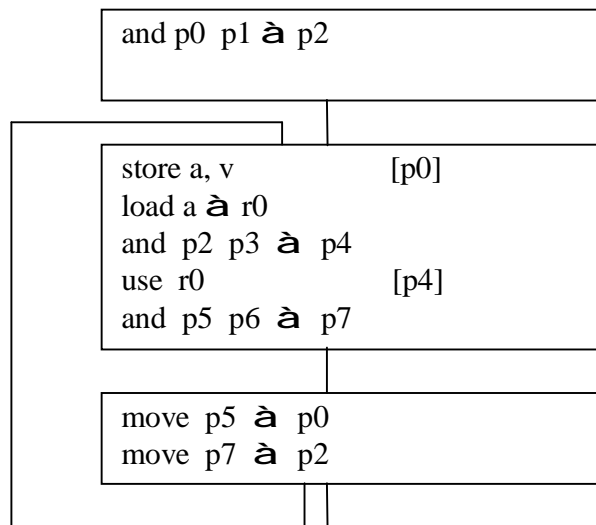 and p0 p1 à p2
store a, v [p0]
load a à r0
and p2 p3 à p4
use r0 [p4]
and p5 p6 à p7
move p5 à p0
move p7 à p2